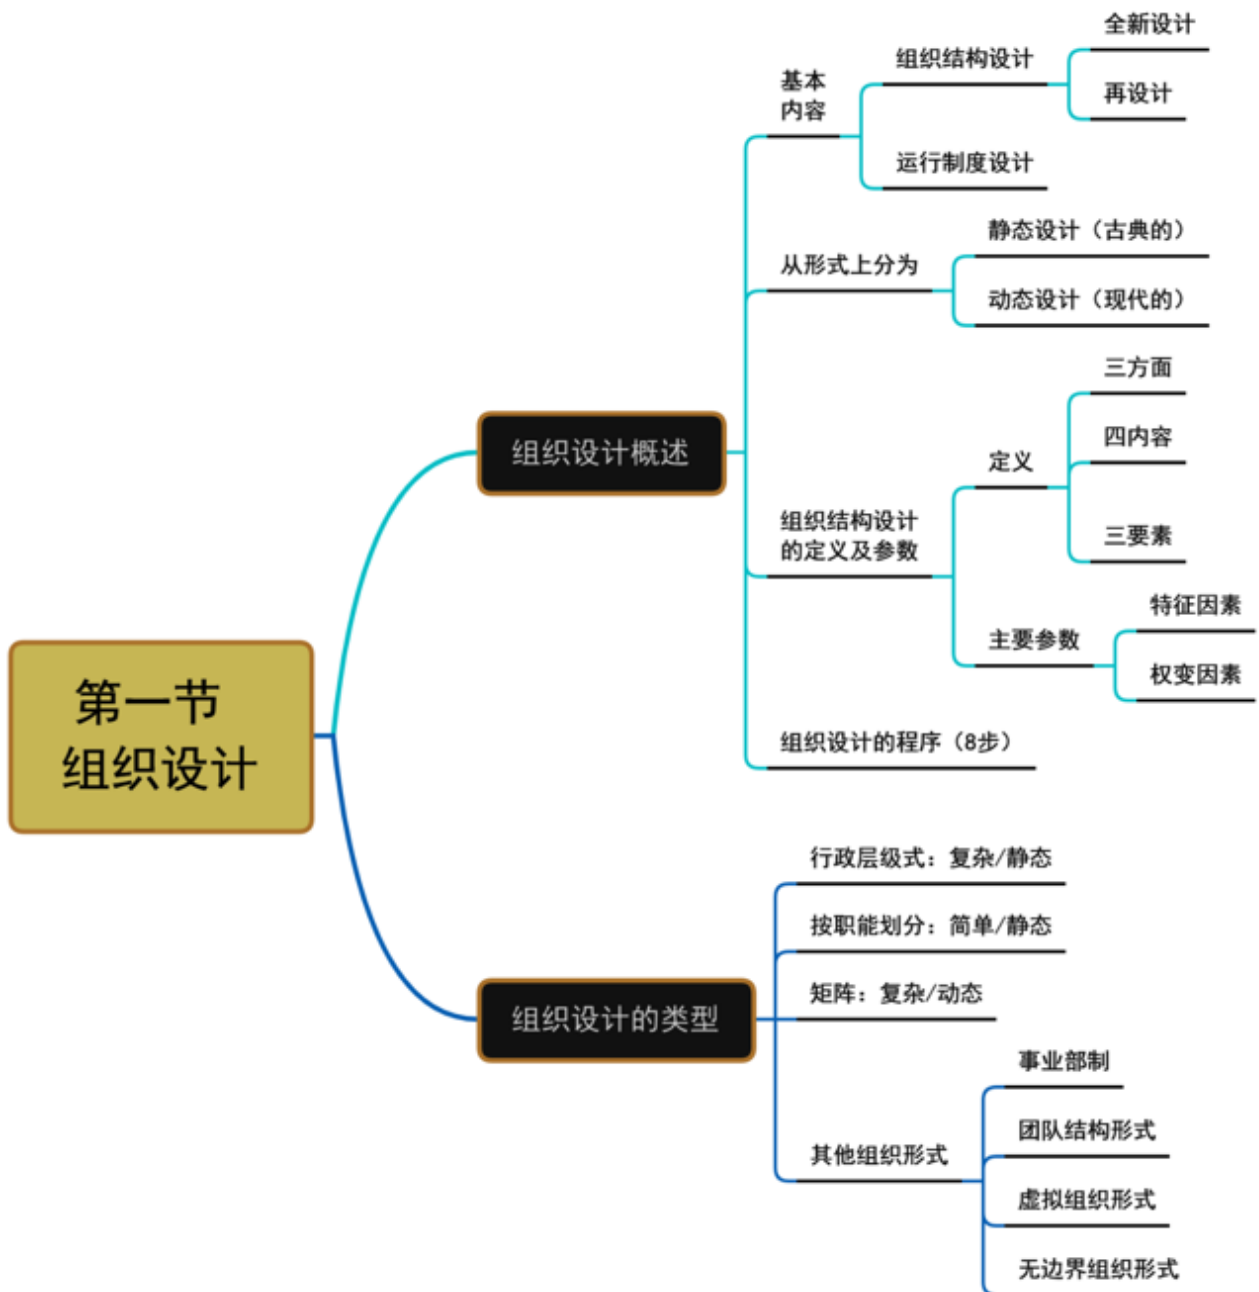 第一节
组织设计
组织设计概述
基本
内容
组织结构设计
全新设计
再设计
运行制度设计
从形式上分为
静态设计（古典的）
动态设计（现代的）
组织结构设计
的定义及参数
定义
三方面
四内容
三要素
主要参数
特征因素
权变因素
组织设计的程序（8步）
组织设计的类型
行政层级式：复杂/静态
按职能划分：简单/静态
矩阵：复杂/动态
其他组织形式
事业部制
团队结构形式
虚拟组织形式
无边界组织形式